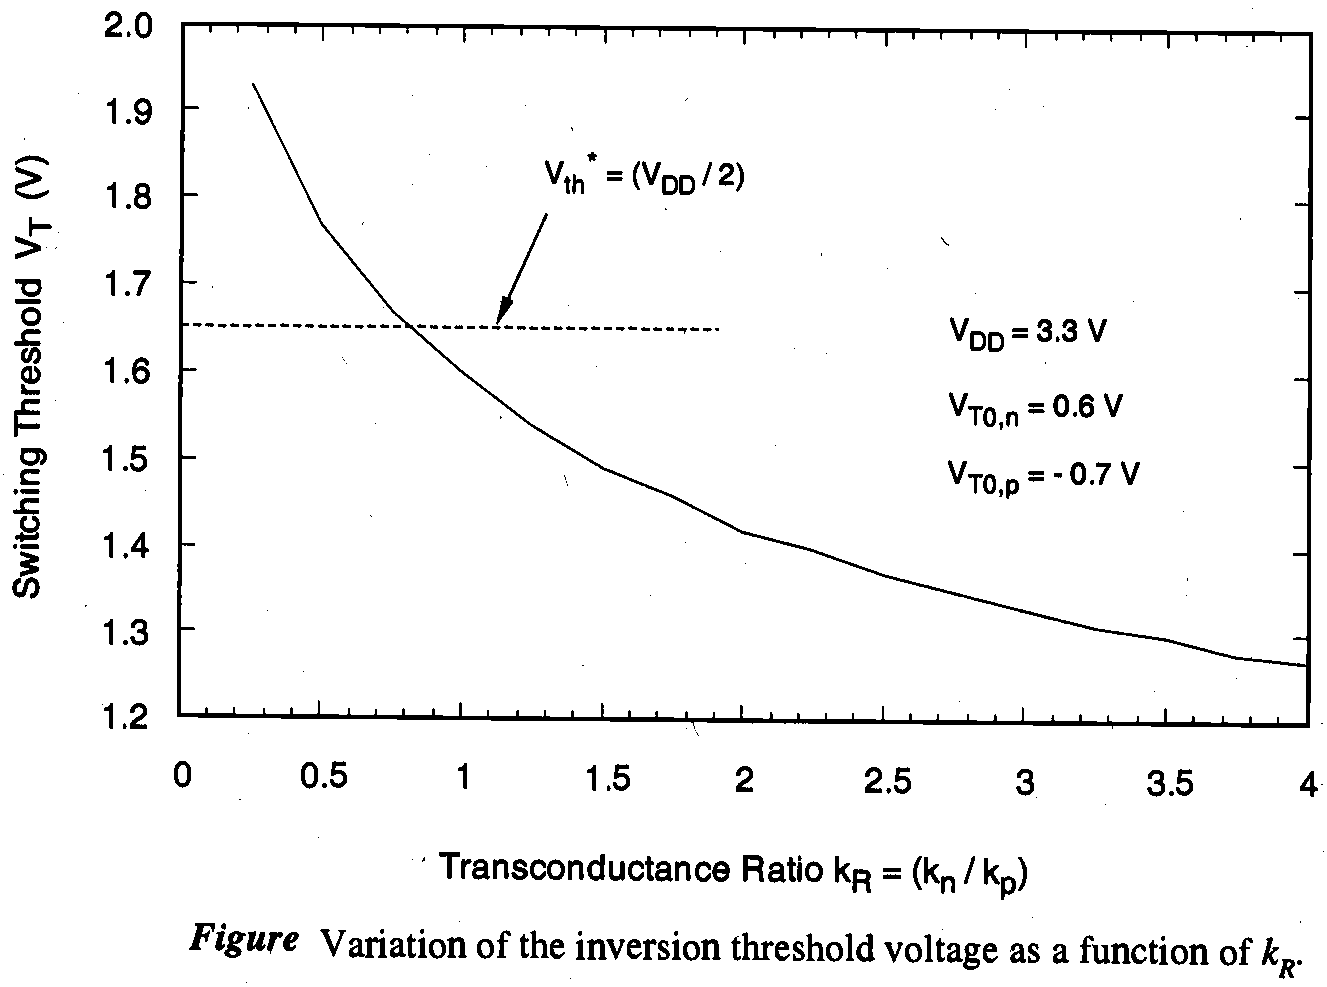 2.0
1.9
1.8
1.7
1.6
1.5
1.4
1.3
1.2
Switching Threshold V_T (V)
V_th* = (V_DD / 2)
V_DD = 3.3 V
V_T0,n = 0.6 V
V_T0,p = - 0.7 V
0 0.5 1 1.5 2 2.5 3 3.5 4
Transconductance Ratio k_R = (k_n / k_p)
Figure Variation of the inversion threshold voltage as a function of k_R.